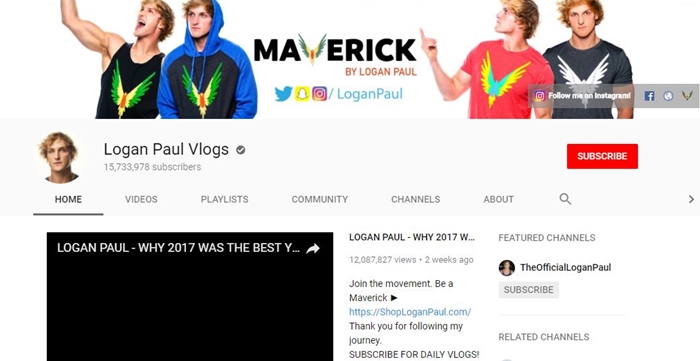 MAVERICK
BY LOGAN PAUL
/ LoganPaul
Follow me on Instagram!
Logan Paul Vlogs
15,733,978 subscribers
SUBSCRIBE
HOME VIDEOS PLAYLISTS COMMUNITY CHANNELS ABOUT
LOGAN PAUL - WHY 2017 WAS THE BEST Y...
LOGAN PAUL - WHY 2017 W...
12,087,827 views • 2 weeks ago
Join the movement. Be a
Maverick ►
https://ShopLoganPaul.com/
Thank you for following my
journey.
SUBSCRIBE FOR DAILY VLOGS!
FEATURED CHANNELS
TheOfficialLoganPaul
SUBSCRIBE
RELATED CHANNELS